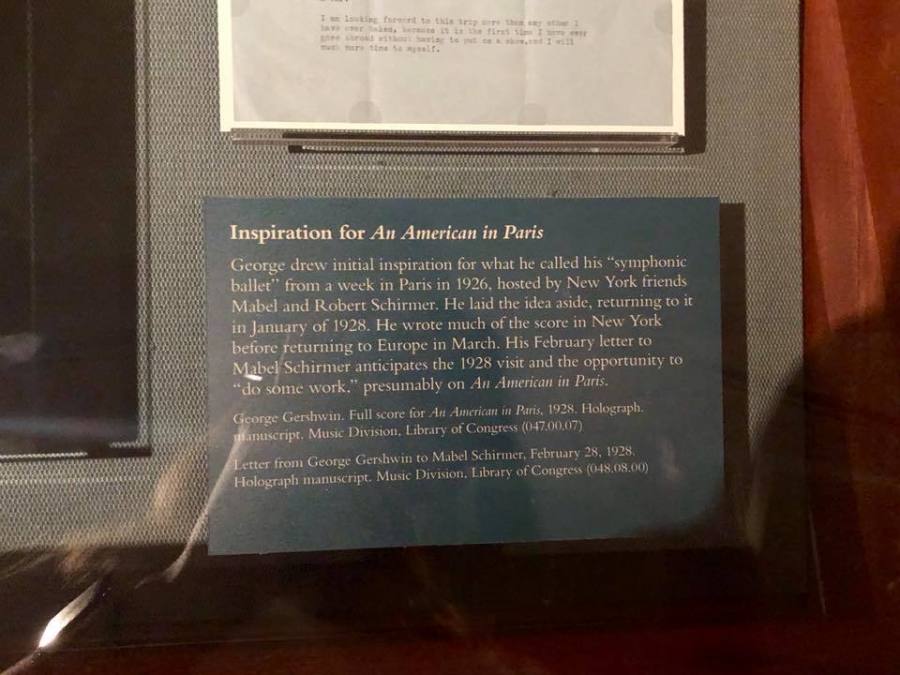 I am looking forward to this trip more than any other I
have ever taken, because it is the first time I have ever
gone abroad without having to put on a show,and I will
much more time to myself.
Inspiration for An American in Paris
George drew initial inspiration for what he called his “symphonic
ballet” from a week in Paris in 1926, hosted by New York friends
Mabel and Robert Schirmer. He laid the idea aside, returning to it
in January of 1928. He wrote much of the score in New York
before returning to Europe in March. His February letter to
Mabel Schirmer anticipates the 1928 visit and the opportunity to
“do some work,” presumably on An American in Paris.
George Gershwin. Full score for An American in Paris, 1928. Holograph
manuscript. Music Division, Library of Congress (047.00.07)
Letter from George Gershwin to Mabel Schirmer, February 28, 1928.
Holograph manuscript. Music Division, Library of Congress (048.08.00)